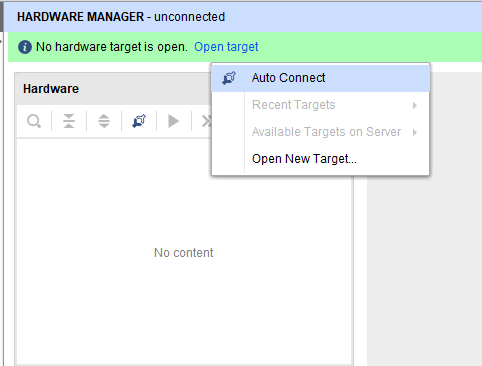 HARDWARE MANAGER - unconnected
No hardware target is open. Open target
Auto Connect
Hardware
Recent Targets
Available Targets on Server
Open New Target...
No content